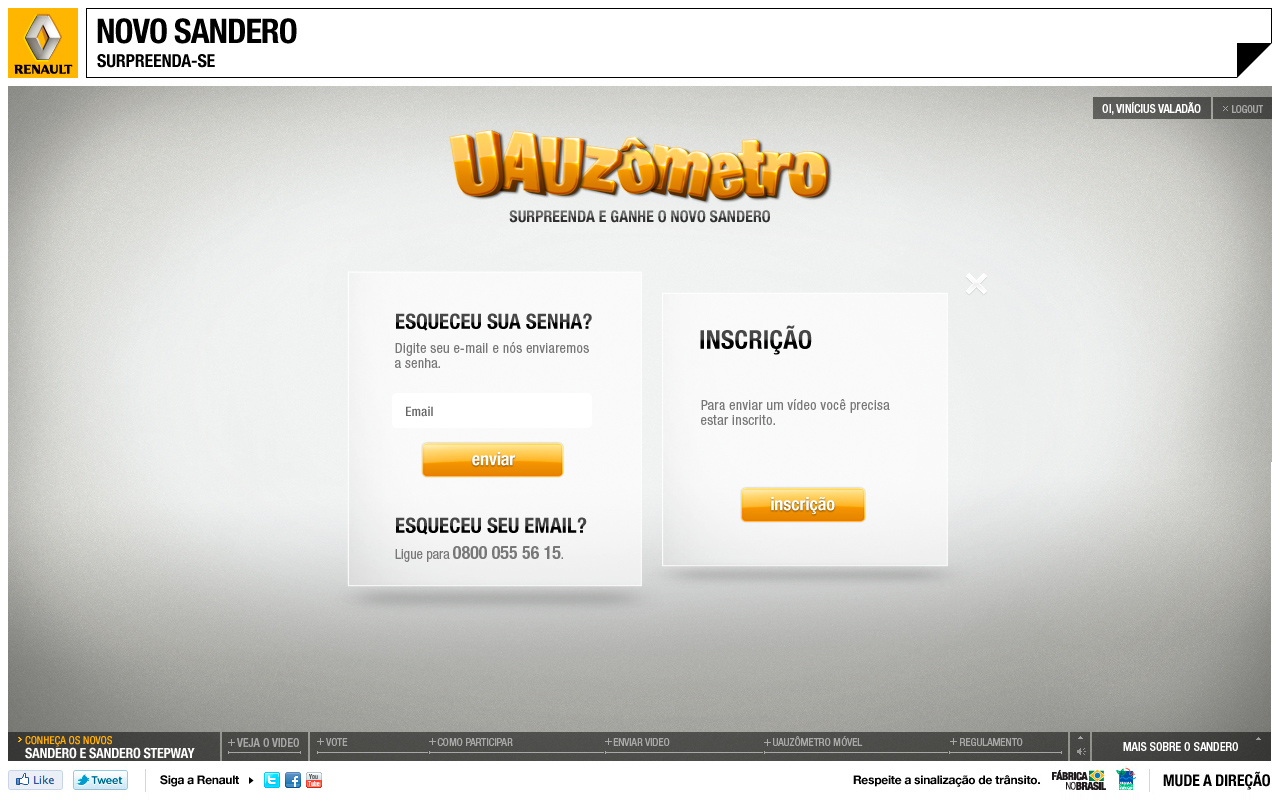 RENAULT
NOVO SANDERO
SURPREENDA-SE
OI, VINÍCIUS VALADÃO
LOGOUT
UAUzômetro
SURPREENDA E GANHE O NOVO SANDERO
ESQUECEU SUA SENHA?
Digite seu e-mail e nós enviaremos
a senha.
Email
enviar
ESQUECEU SEU EMAIL?
Ligue para 0800 055 56 15.
INSCRIÇÃO
Para enviar um vídeo você precisa
estar inscrito.
inscrição
CONHEÇA OS NOVOS
SANDERO E SANDERO STEPWAY
VEJA O VIDEO
VOTE
COMO PARTICIPAR
ENVIAR VIDEO
UAUZÔMETRO MÓVEL
REGULAMENTO
MAIS SOBRE O SANDERO
Like
Tweet
Siga a Renault
You
Tube
Respeite a sinalização de trânsito.
FÁBRICA
NO BRASIL
MUDE A DIREÇÃO